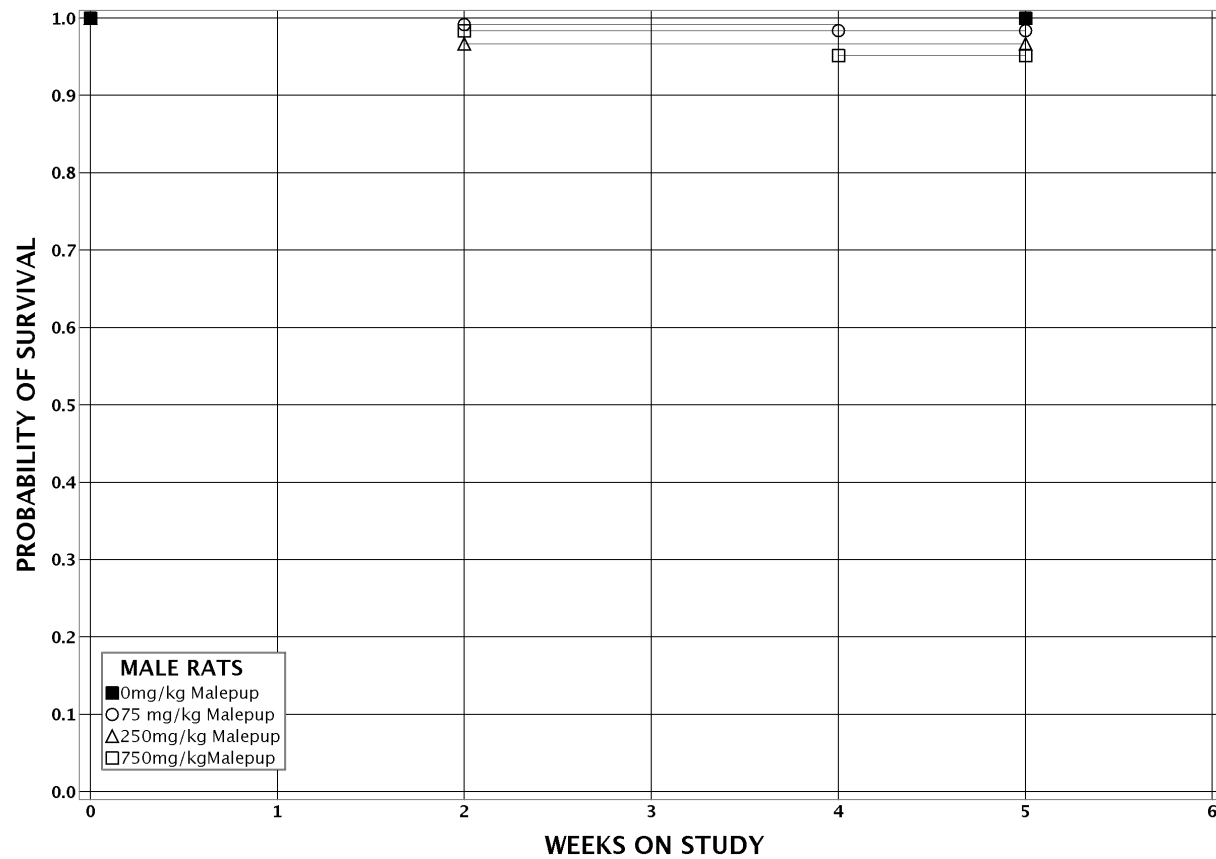 1.0
0.9
0.8
0.7
0.6
0.5
0.4
0.3
0.2
0.1
0.0
PROBABILITY OF SURVIVAL
MALE RATS
0mg/kg Malepup
75 mg/kg Malepup
250mg/kg Malepup
750mg/kgMalepup
0 1 2 3 4 5 6
WEEKS ON STUDY